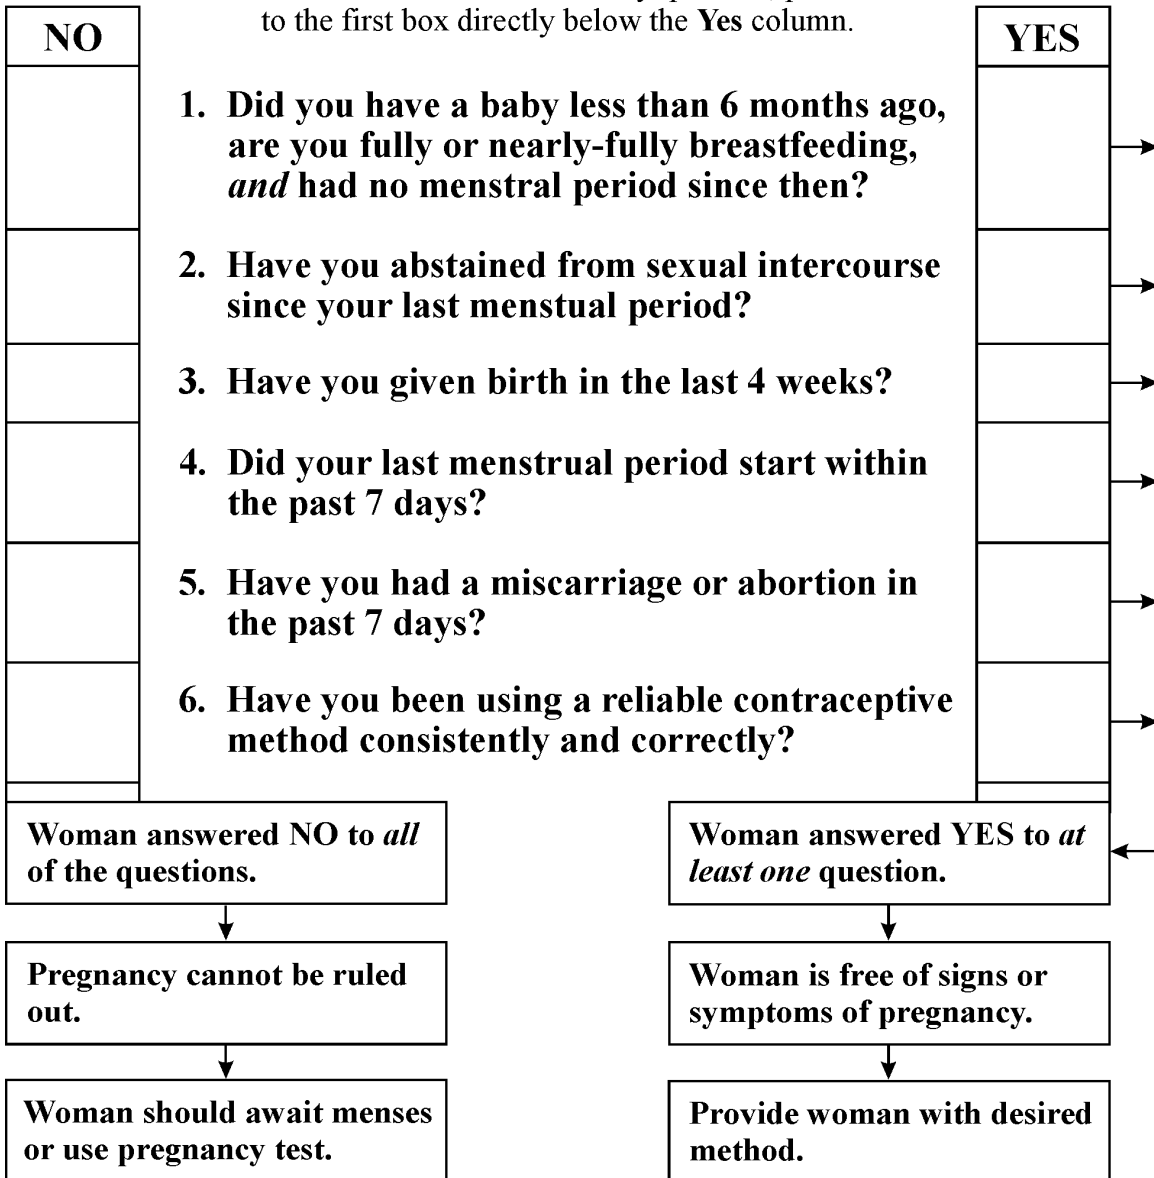 to the first box directly below the Yes column.
NO
YES
1. Did you have a baby less than 6 months ago,
are you fully or nearly-fully breastfeeding,
and had no menstral period since then?
2. Have you abstained from sexual intercourse
since your last menstual period?
3. Have you given birth in the last 4 weeks?
4. Did your last menstrual period start within
the past 7 days?
5. Have you had a miscarriage or abortion in
the past 7 days?
6. Have you been using a reliable contraceptive
method consistently and correctly?
Woman answered NO to all
of the questions.
Pregnancy cannot be ruled
out.
Woman should await menses
or use pregnancy test.
Woman answered YES to at
least one question.
Woman is free of signs or
symptoms of pregnancy.
Provide woman with desired
method.